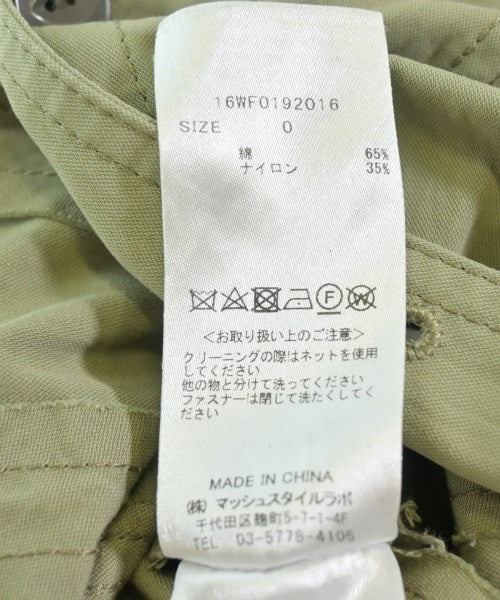 16WF0192016
SIZE 0
綿 65%
ナイロン 35%
F W
<お取り扱い上のご注意>
クリーニングの際はネットを使用
してください
他の物と分けて洗ってください
ファスナーは閉じて洗たくしてく
ださい
MADE IN CHINA
(株) マッシュスタイルラボ
千代田区麹町5-7-1-4F
TEL 03-5778-4105